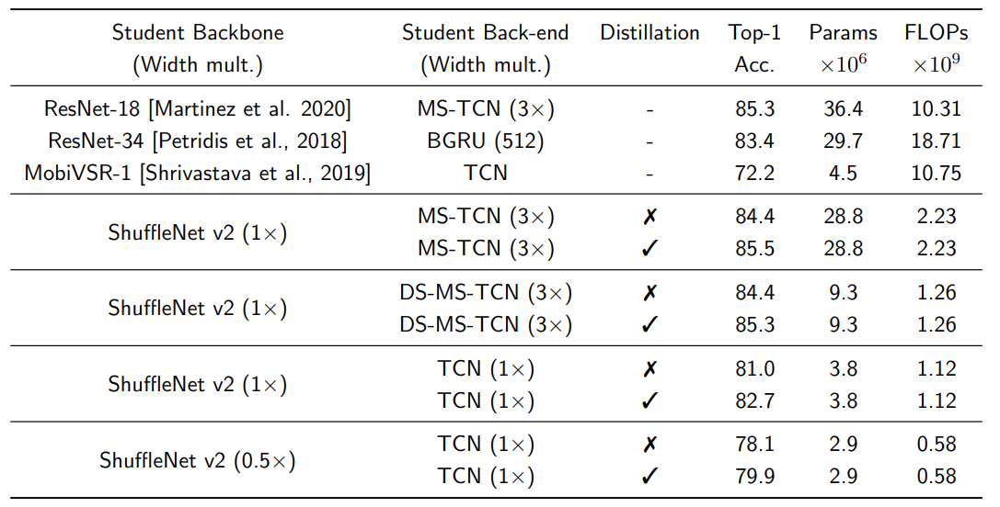 Student Backbone Student Back-end Distillation Top-1 Params FLOPs
(Width mult.) (Width mult.) Acc. ×10⁶ ×10⁹
ResNet-18 [Martinez et al. 2020] MS-TCN (3×) - 85.3 36.4 10.31
ResNet-34 [Petridis et al., 2018] BGRU (512) - 83.4 29.7 18.71
MobiVSR-1 [Shrivastava et al., 2019] TCN - 72.2 4.5 10.75
ShuffleNet v2 (1×) MS-TCN (3×) ✗ 84.4 28.8 2.23
MS-TCN (3×) ✓ 85.5 28.8 2.23
ShuffleNet v2 (1×) DS-MS-TCN (3×) ✗ 84.4 9.3 1.26
DS-MS-TCN (3×) ✓ 85.3 9.3 1.26
ShuffleNet v2 (1×) TCN (1×) ✗ 81.0 3.8 1.12
TCN (1×) ✓ 82.7 3.8 1.12
ShuffleNet v2 (0.5×) TCN (1×) ✗ 78.1 2.9 0.58
TCN (1×) ✓ 79.9 2.9 0.58